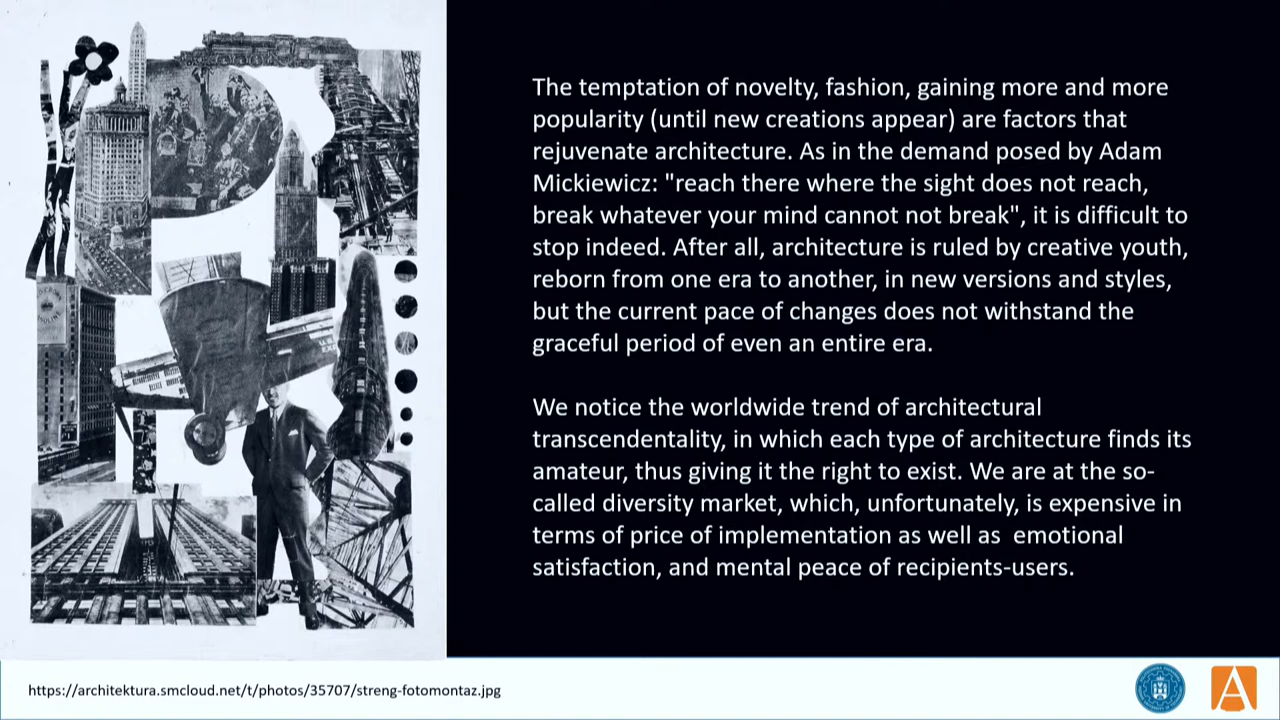 The temptation of novelty, fashion, gaining more and more
popularity (until new creations appear) are factors that
rejuvenate architecture. As in the demand posed by Adam
Mickiewicz: "reach there where the sight does not reach,
break whatever your mind cannot not break", it is difficult to
stop indeed. After all, architecture is ruled by creative youth,
reborn from one era to another, in new versions and styles,
but the current pace of changes does not withstand the
graceful period of even an entire era.
We notice the worldwide trend of architectural
transcendentality, in which each type of architecture finds its
amateur, thus giving it the right to exist. We are at the so-
called diversity market, which, unfortunately, is expensive in
terms of price of implementation as well as  emotional
satisfaction, and mental peace of recipients-users.
https://architektura.smcloud.net/t/photos/35707/streng-fotomontaz.jpg